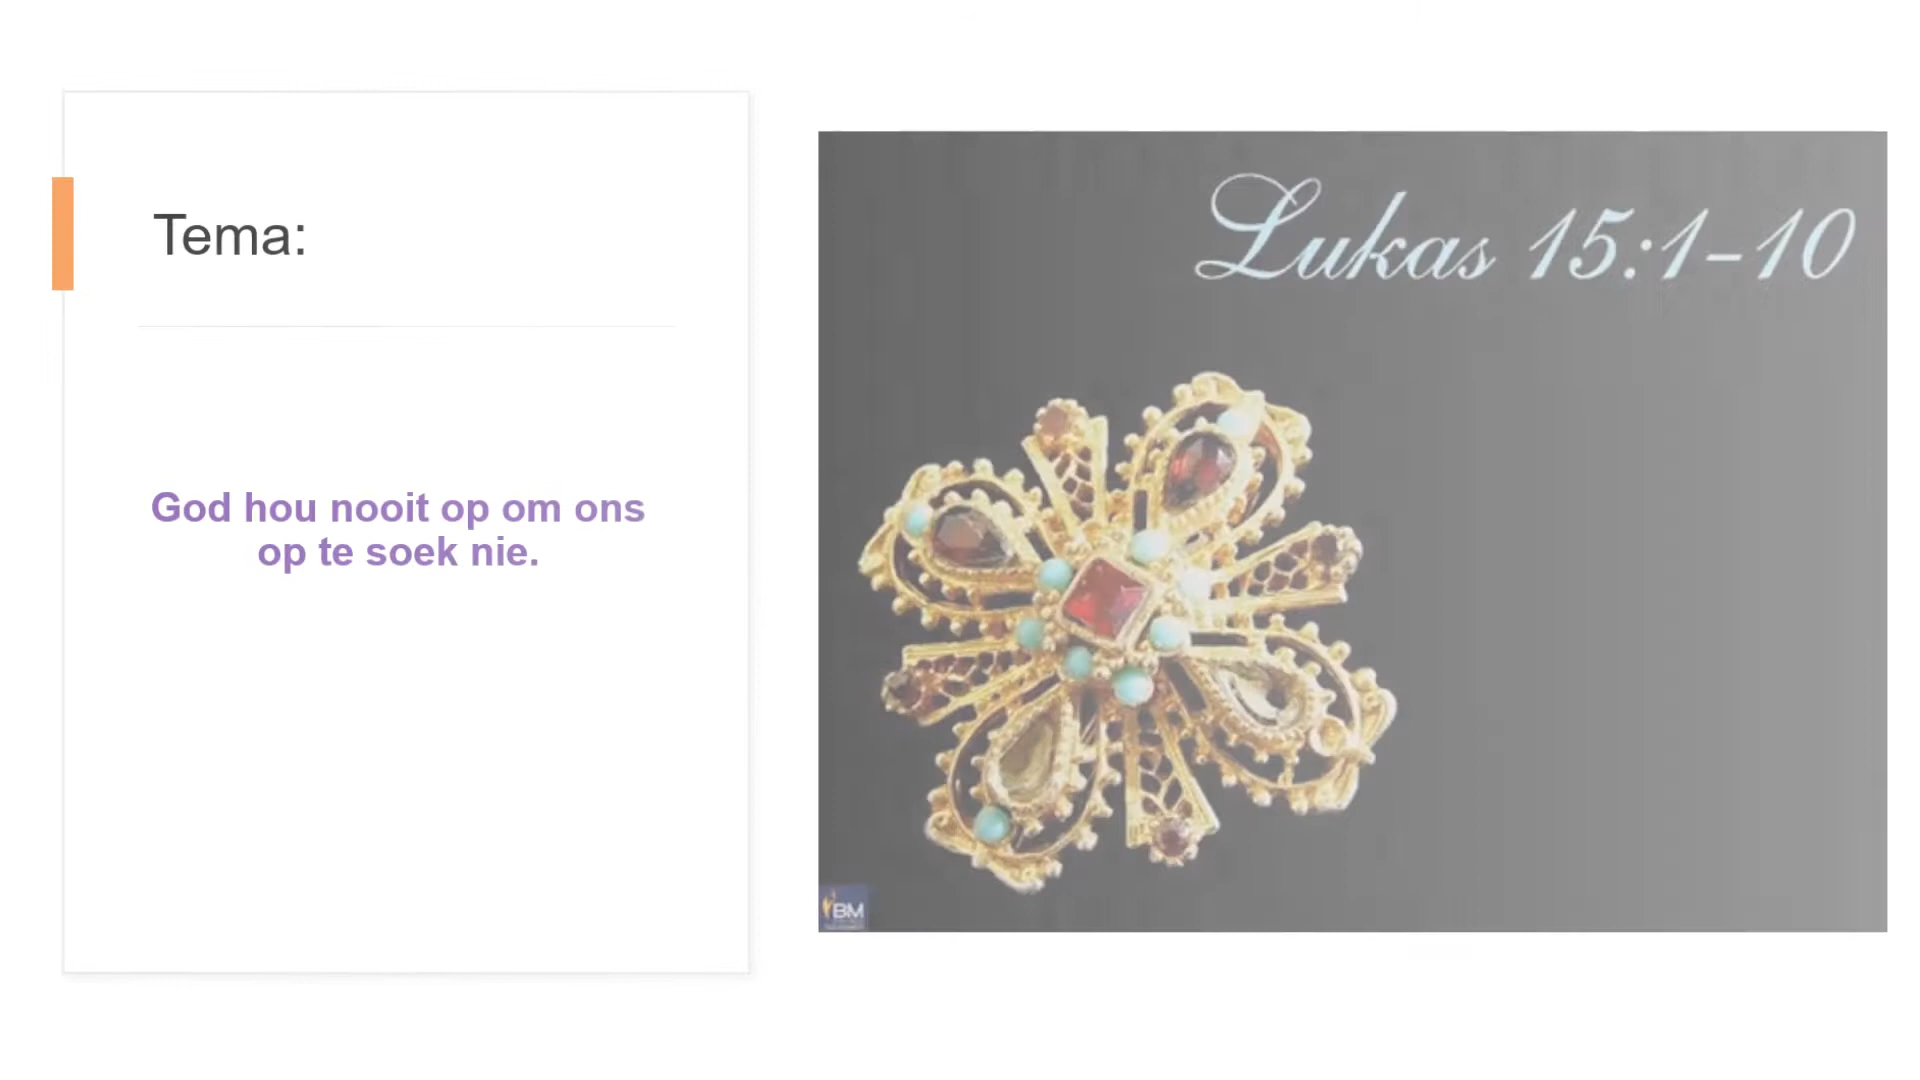 Tema:
God hou nooit op om ons
op te soek nie.
Lukas 15:1-10
BM